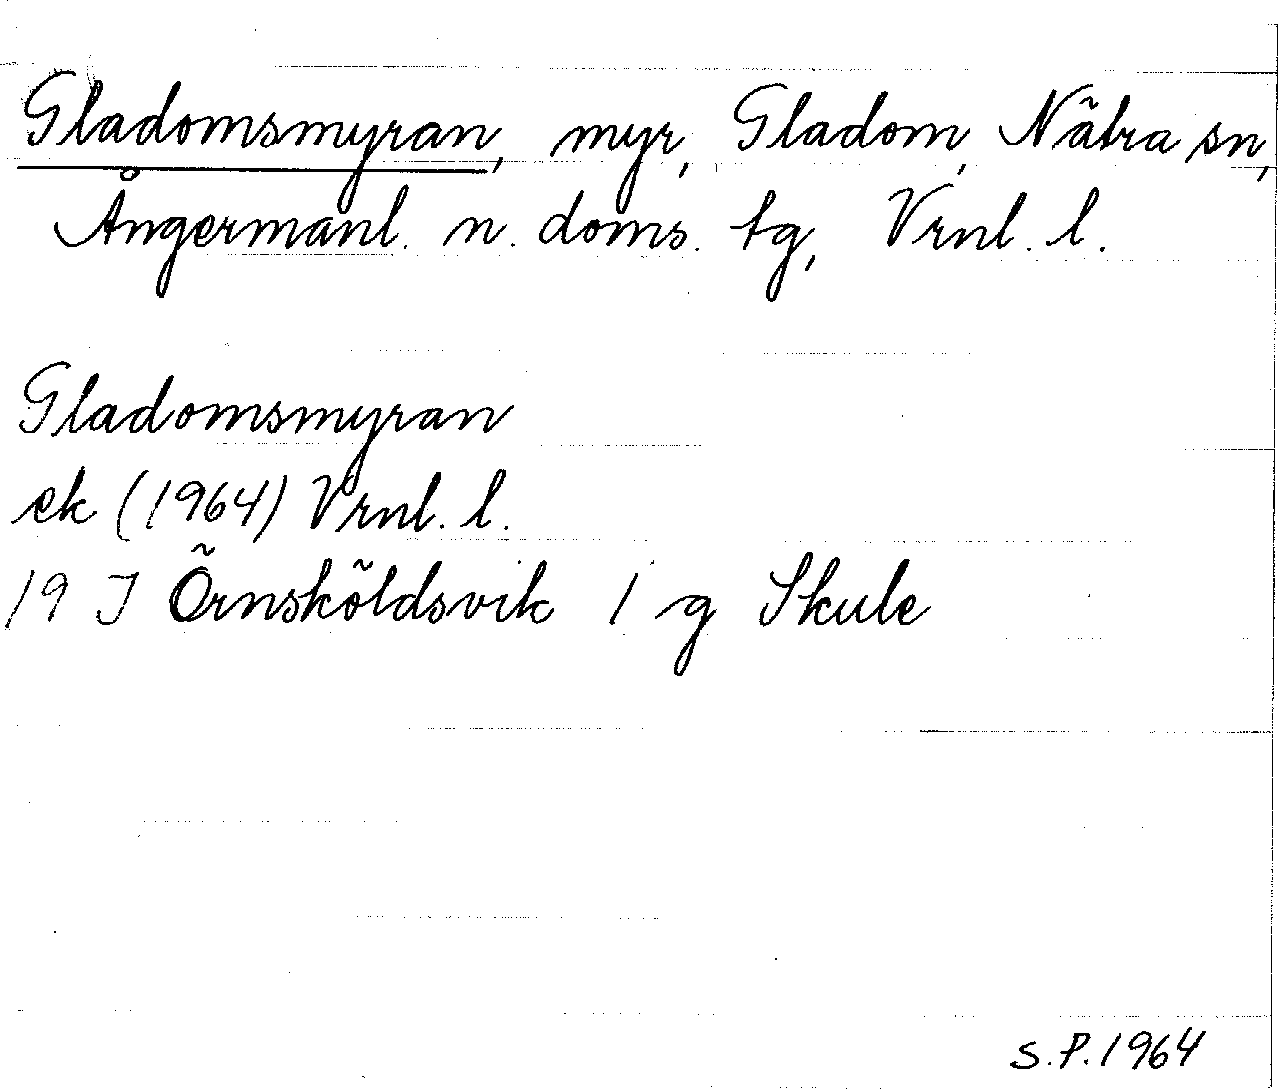 Gladomsmyran, myr, Gladom, Nätra sn,
Ångermanl. n. doms. tg, Vrnl. l.
Gladomsmyran
ek (1964) Vrnl. l.
19 J Örnsköldsvik 1 g Skule
S.P. 1964